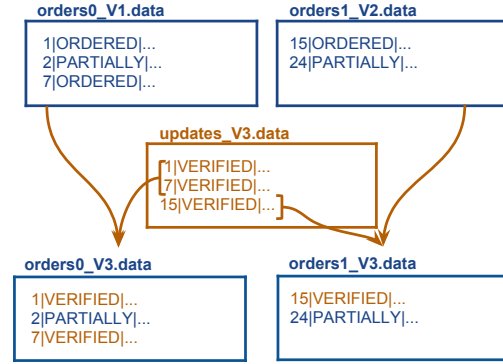 orders0_V1.data
1|ORDERED|...
2|PARTIALLY|...
7|ORDERED|...
orders1_V2.data
15|ORDERED|...
24|PARTIALLY|...
updates_V3.data
1|VERIFIED|...
7|VERIFIED|...
15|VERIFIED|...
orders0_V3.data
1|VERIFIED|...
2|PARTIALLY|...
7|VERIFIED|...
orders1_V3.data
15|VERIFIED|...
24|PARTIALLY|...